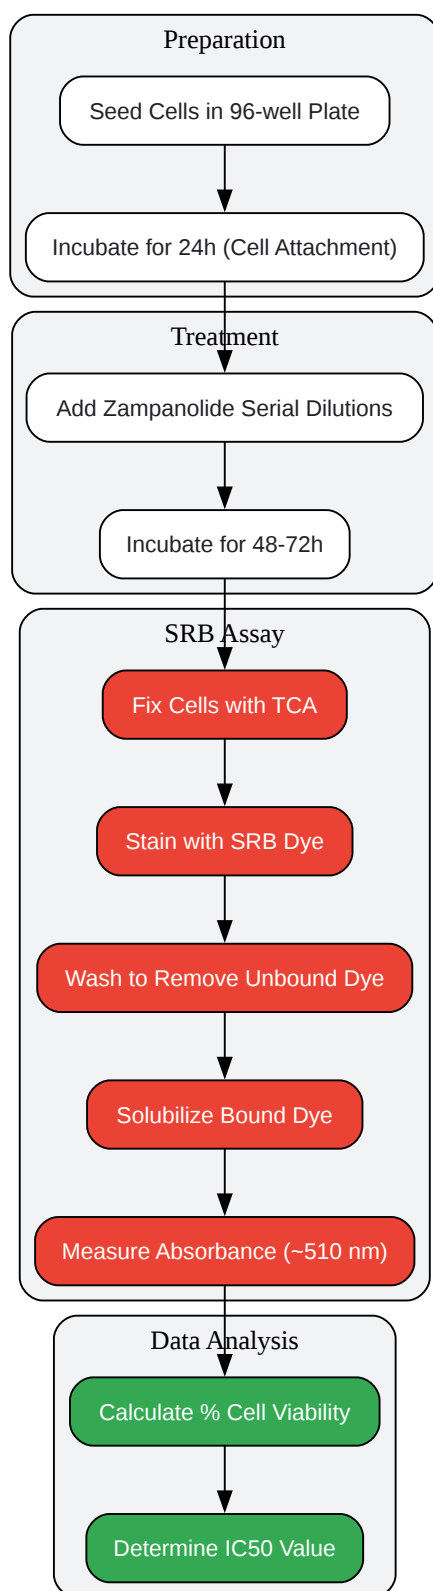 Preparation
Seed Cells in 96-well Plate
Incubate for 24h (Cell Attachment)
Treatment
Add Zampanolide Serial Dilutions
Incubate for 48-72h
SRB Assay
Fix Cells with TCA
Stain with SRB Dye
Wash to Remove Unbound Dye
Solubilize Bound Dye
Measure Absorbance (~510 nm)
Data Analysis
Calculate % Cell Viability
Determine IC50 Value